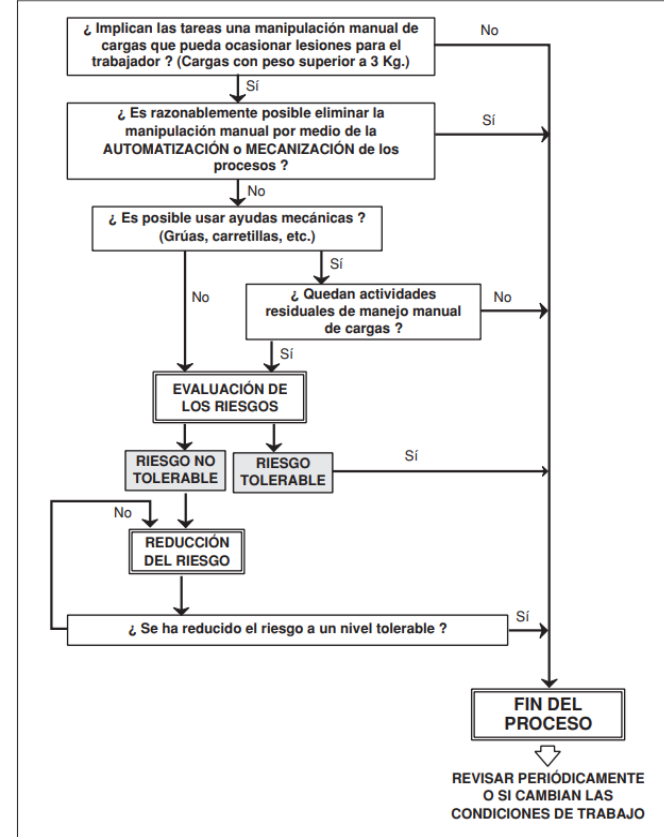 ¿ Implican las tareas una manipulación manual de
cargas que pueda ocasionar lesiones para el
trabajador ? (Cargas con peso superior a 3 Kg.)
No
Sí
¿ Es razonablemente posible eliminar la
manipulación manual por medio de la
AUTOMATIZACIÓN o MECANIZACIÓN de los
procesos ?
Sí
No
¿ Es posible usar ayudas mecánicas ?
(Grúas, carretillas, etc.)
Sí
No
¿ Quedan actividades
residuales de manejo manual
de cargas ?
No
Sí
EVALUACIÓN DE
LOS RIESGOS
RIESGO NO
TOLERABLE
RIESGO
TOLERABLE
Sí
No
REDUCCIÓN
DEL RIESGO
¿ Se ha reducido el riesgo a un nivel tolerable ?
Sí
FIN DEL
PROCESO
REVISAR PERIÓDICAMENTE
O SI CAMBIAN LAS
CONDICIONES DE TRABAJO